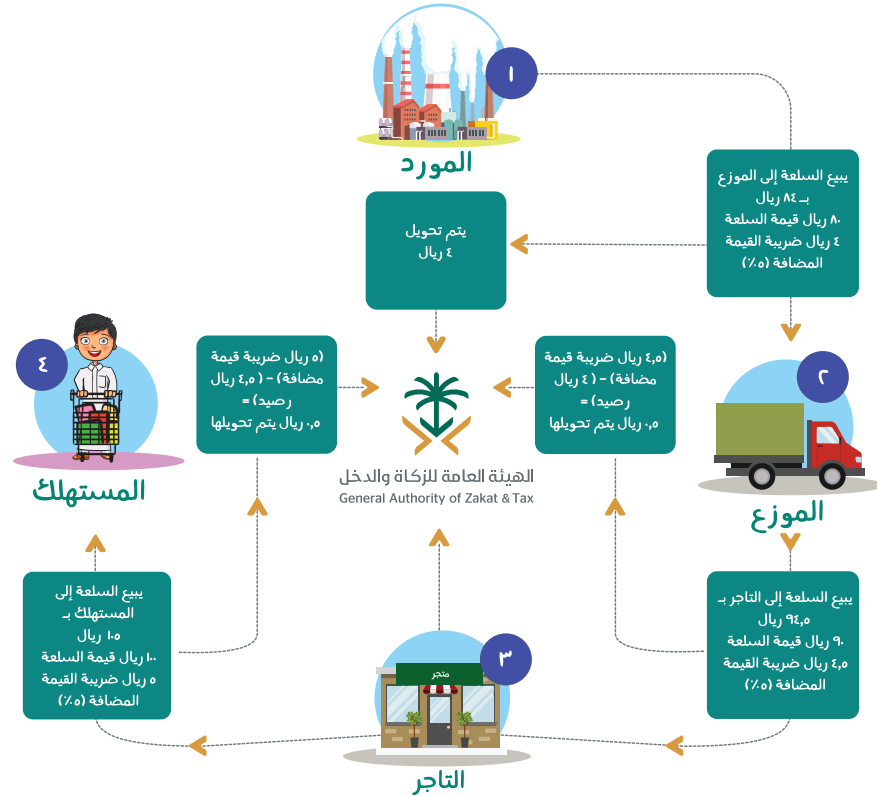 ١
المورد
يبيع السلعة إلى الموزع
بـ ٨٤ ريال
٨٠ ريال قيمة السلعة
٤ ريال ضريبة القيمة
المضافة (٥٪)
يتم تحويل
٤ ريال
٢
الموزع
يبيع السلعة إلى التاجر بـ
٩٤,٥ ريال
٩٠ ريال قيمة السلعة
٤,٥ ريال ضريبة القيمة
المضافة (٥٪)
(٤,٥ ريال ضريبة قيمة
مضافة) – (٤ ريال
رصيد) =
٠,٥ ريال يتم تحويلها
الهيئة العامة للزكاة والدخل
General Authority of Zakat & Tax
٣
متجر
التاجر
يبيع السلعة إلى
المستهلك بـ
١٠٥ ريال
١٠٠ ريال قيمة السلعة
٥ ريال ضريبة القيمة
المضافة (٥٪)
(٥ ريال ضريبة قيمة
مضافة) – (٤,٥ ريال
رصيد) =
٠,٥ ريال يتم تحويلها
٤
المستهلك